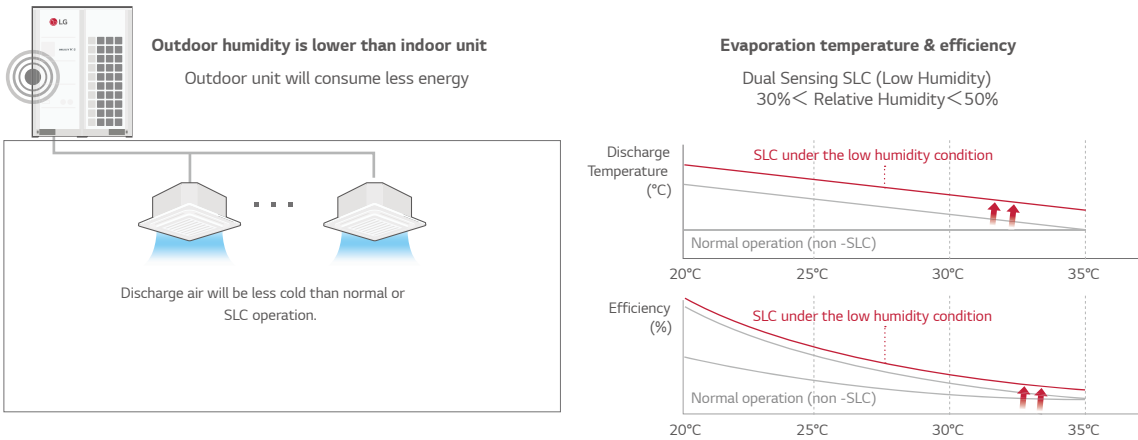 LG
Outdoor humidity is lower than indoor unit
Outdoor unit will consume less energy
Discharge air will be less cold than normal or
SLC operation.
Evaporation temperature & efficiency
Dual Sensing SLC (Low Humidity)
30%< Relative Humidity<50%
Discharge
Temperature
(°C)
SLC under the low humidity condition
Normal operation (non -SLC)
20°C 25°C 30°C 35°C
Efficiency
(%)
SLC under the low humidity condition
Normal operation (non -SLC)
20°C 25°C 30°C 35°C